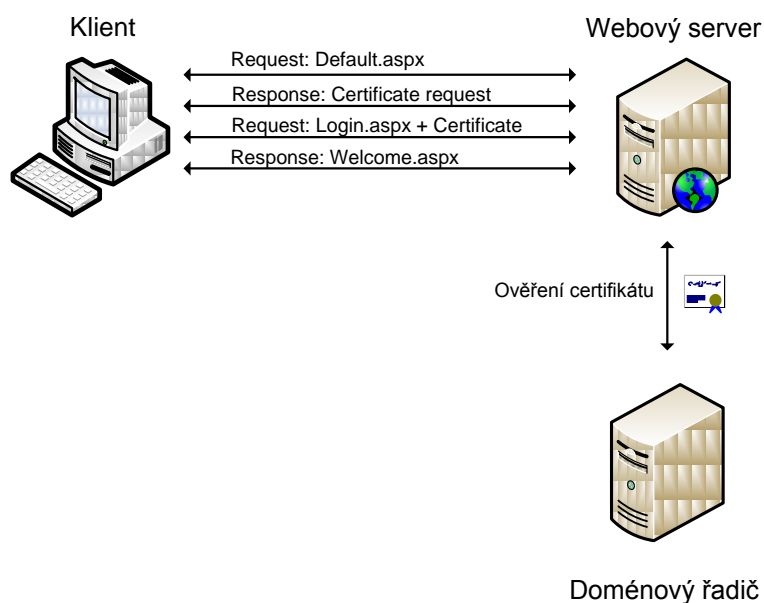 Klient
Webový server
Request: Default.aspx
Response: Certificate request
Request: Login.aspx + Certificate
Response: Welcome.aspx
Ověření certifikátu
Doménový řadič